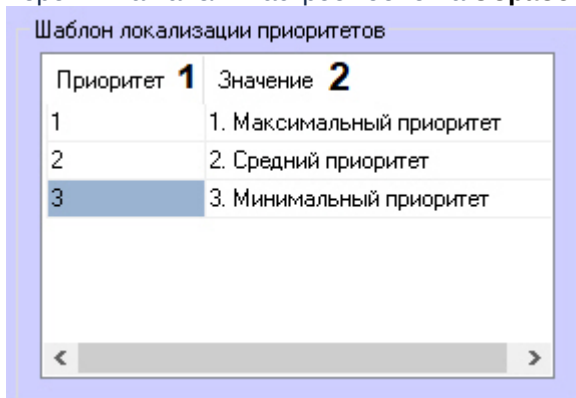 Шаблон локализации приоритетов
Приоритет 1 Значение 2
1 1. Максимальный приоритет
2 2. Средний приоритет
3 3. Минимальный приоритет